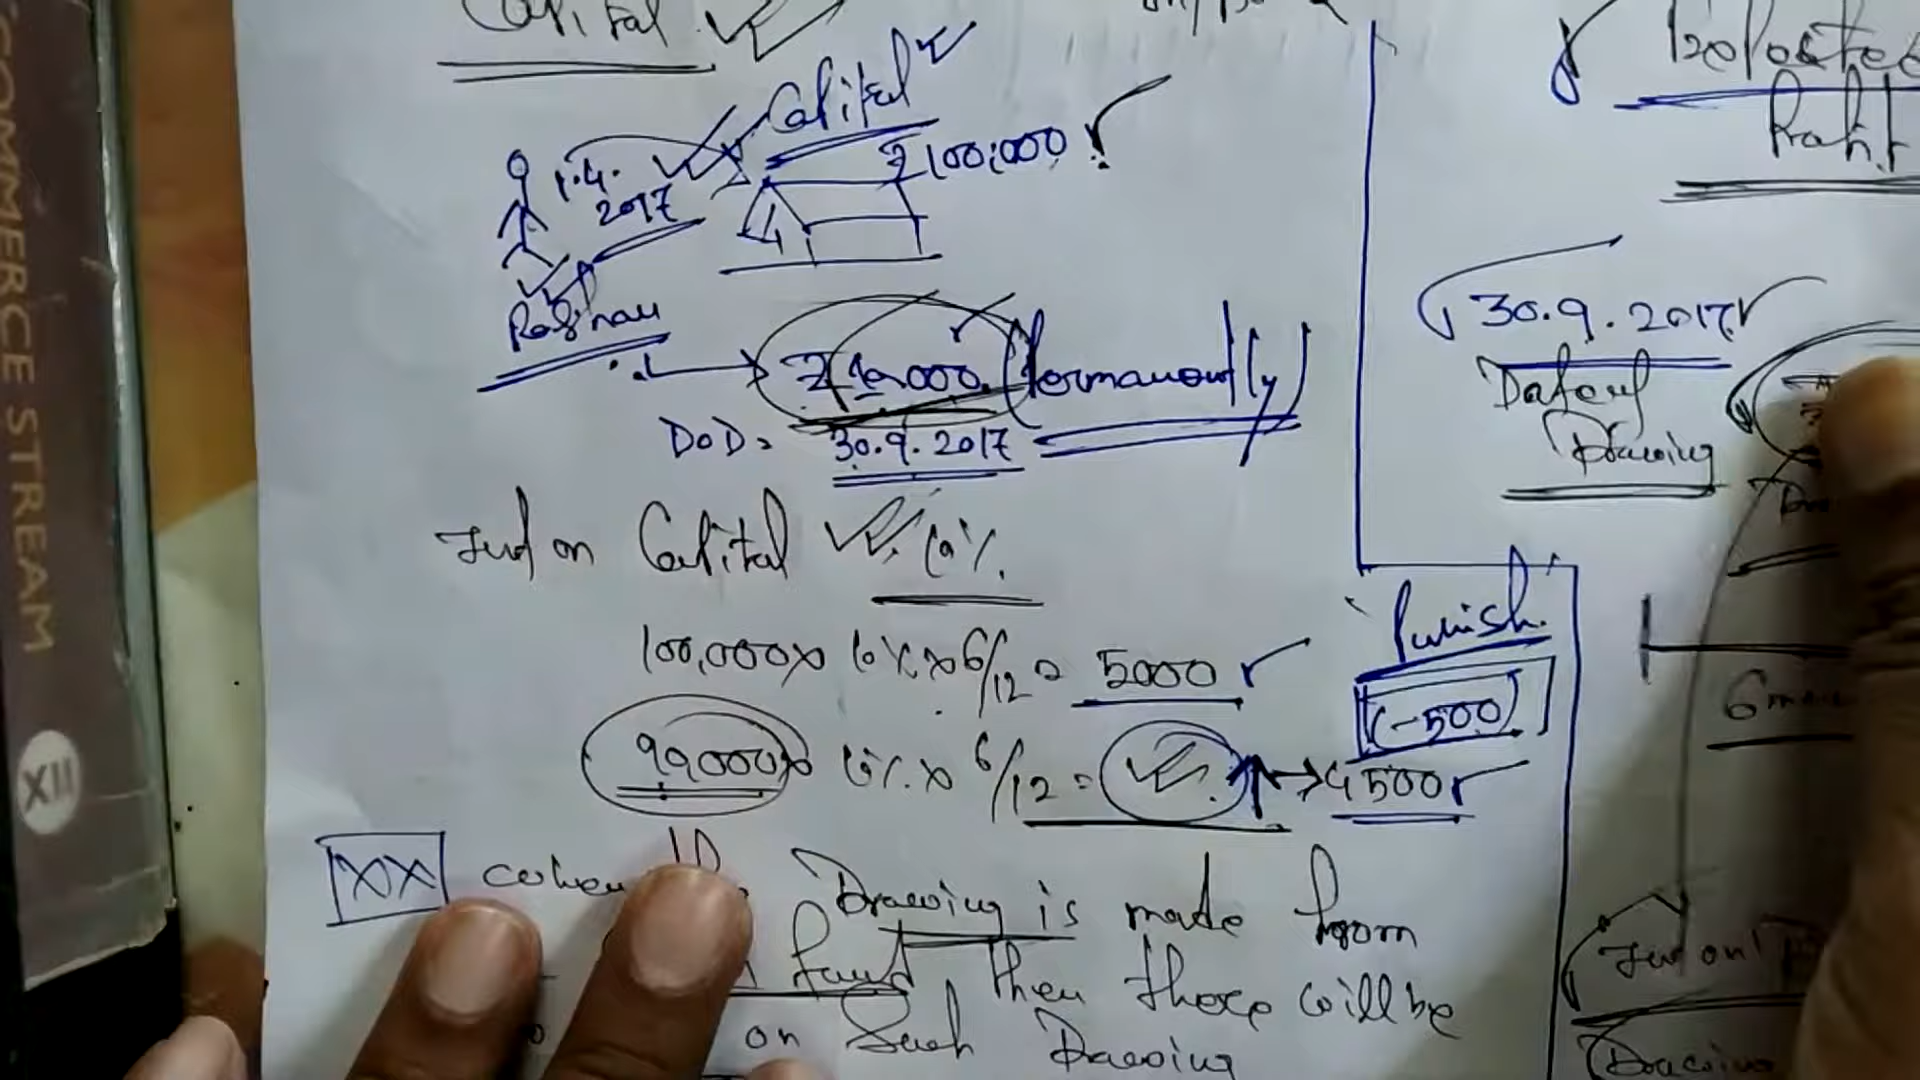 COMMERCE STREAM
XII
Capital
Capital
1.4.
2017
₹100,000
₹10,000 (Permanently)
DOD = 30.9.2017
Int on Capital 10%.
100,000 x 10% x 6/12 = 5000
90,000 x 10% x 6/12 = → 4500
Punish.
(-500)
XX when Drawing is made from
then there will be
on Such Drawing
Profit
30.9.2017
Date of
Drawing
6
Int on
Drawing